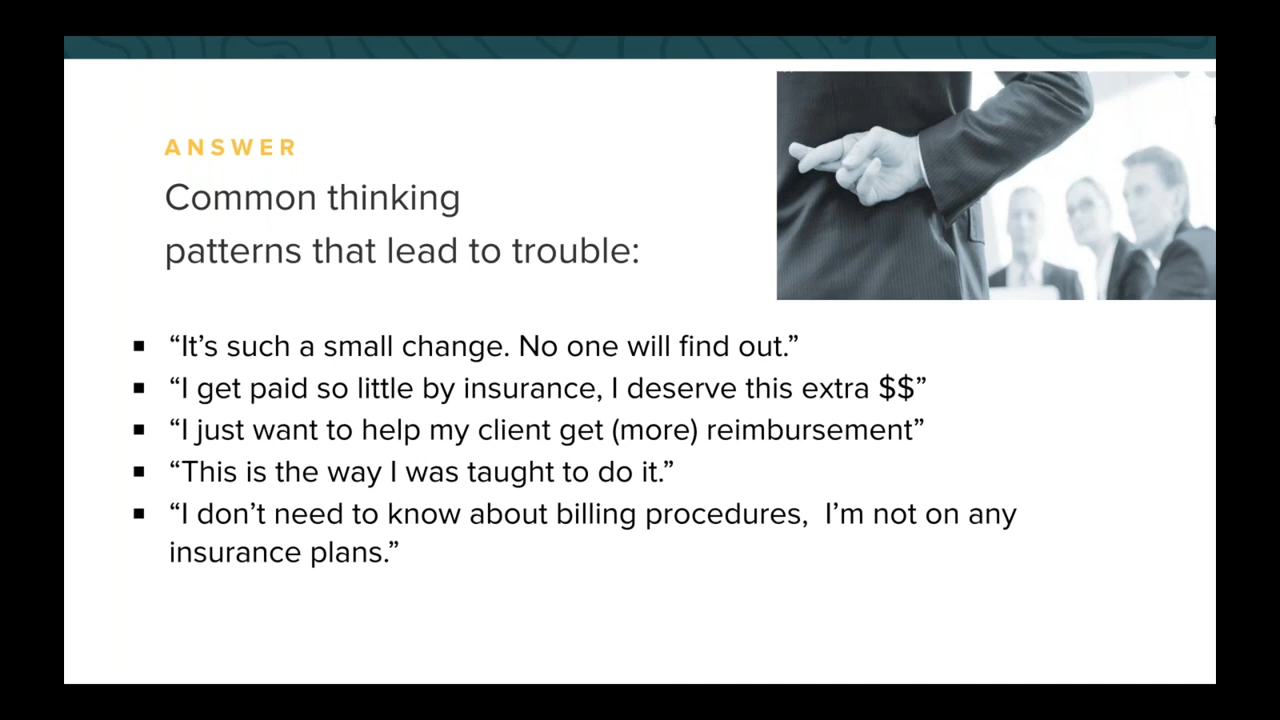 ANSWER
Common thinking
patterns that lead to trouble:
▪ “It’s such a small change. No one will find out.”
▪ “I get paid so little by insurance, I deserve this extra $$”
▪ “I just want to help my client get (more) reimbursement”
▪ “This is the way I was taught to do it.”
▪ “I don’t need to know about billing procedures,  I’m not on any
insurance plans.”